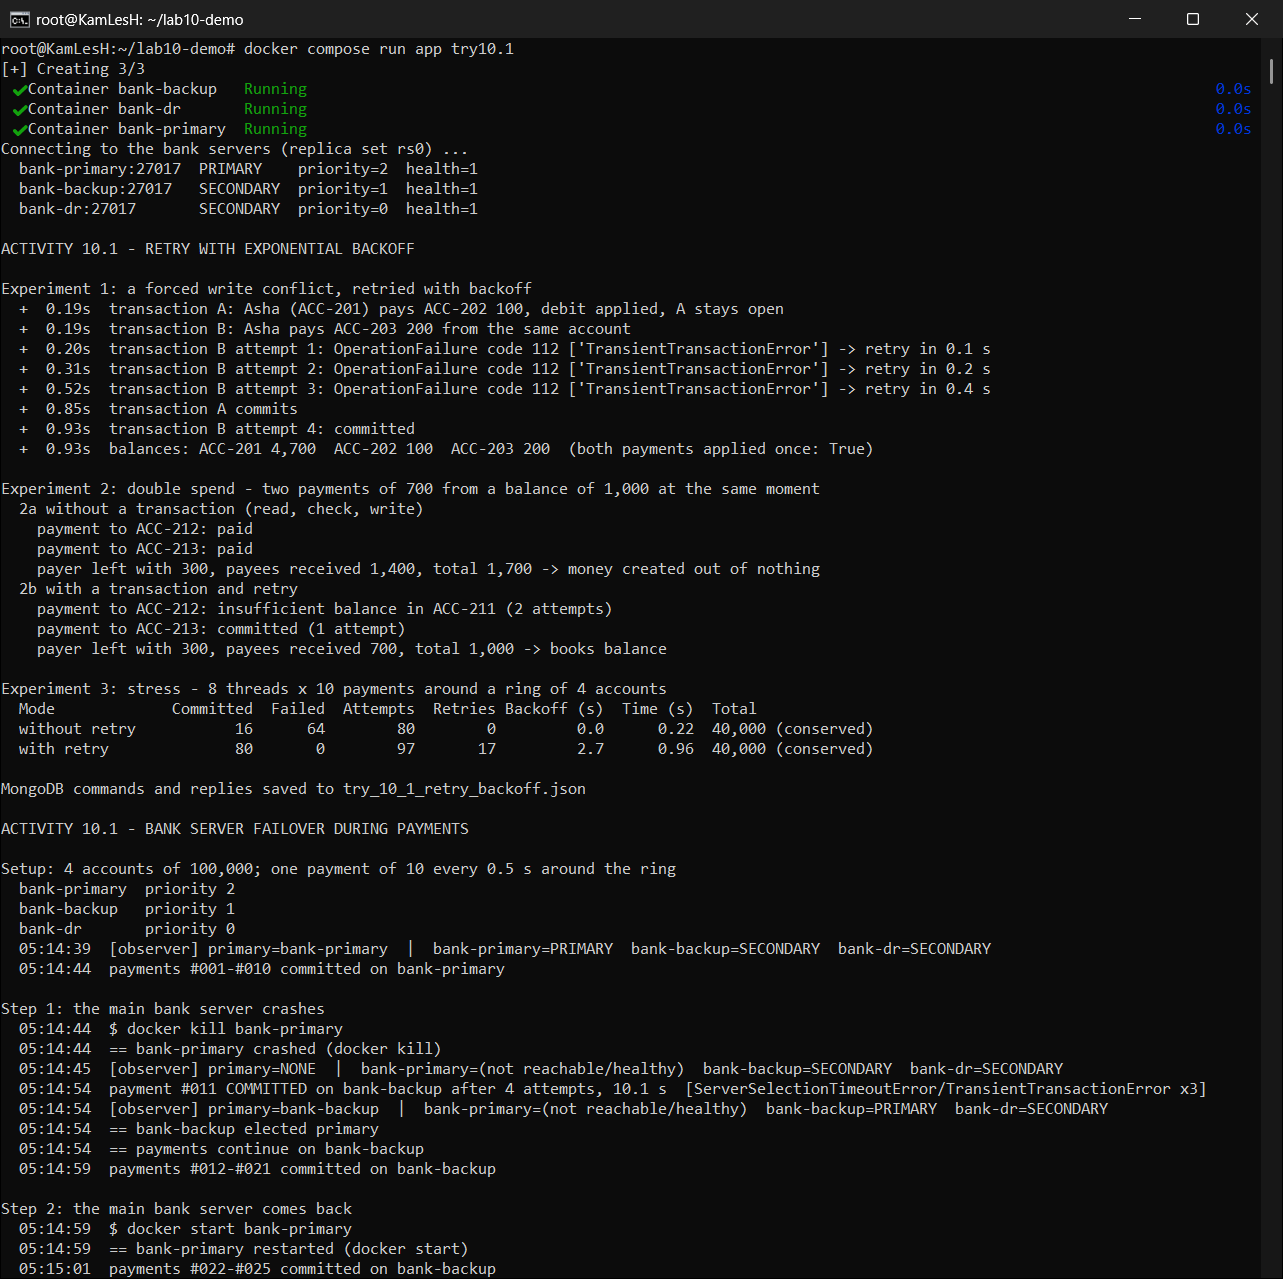 root@KamLesH: ~/lab10-demo
root@KamLesH:~/lab10-demo# docker compose run app try10.1
[+] Creating 3/3
✔Container bank-backup   Running   0.0s
✔Container bank-dr       Running   0.0s
✔Container bank-primary  Running   0.0s
Connecting to the bank servers (replica set rs0) ...
  bank-primary:27017  PRIMARY    priority=2  health=1
  bank-backup:27017   SECONDARY  priority=1  health=1
  bank-dr:27017       SECONDARY  priority=0  health=1
ACTIVITY 10.1 - RETRY WITH EXPONENTIAL BACKOFF
Experiment 1: a forced write conflict, retried with backoff
  +  0.19s  transaction A: Asha (ACC-201) pays ACC-202 100, debit applied, A stays open
  +  0.19s  transaction B: Asha pays ACC-203 200 from the same account
  +  0.20s  transaction B attempt 1: OperationFailure code 112 ['TransientTransactionError'] -> retry in 0.1 s
  +  0.31s  transaction B attempt 2: OperationFailure code 112 ['TransientTransactionError'] -> retry in 0.2 s
  +  0.52s  transaction B attempt 3: OperationFailure code 112 ['TransientTransactionError'] -> retry in 0.4 s
  +  0.85s  transaction A commits
  +  0.93s  transaction B attempt 4: committed
  +  0.93s  balances: ACC-201 4,700  ACC-202 100  ACC-203 200  (both payments applied once: True)
Experiment 2: double spend - two payments of 700 from a balance of 1,000 at the same moment
  2a without a transaction (read, check, write)
    payment to ACC-212: paid
    payment to ACC-213: paid
    payer left with 300, payees received 1,400, total 1,700 -> money created out of nothing
  2b with a transaction and retry
    payment to ACC-212: insufficient balance in ACC-211 (2 attempts)
    payment to ACC-213: committed (1 attempt)
    payer left with 300, payees received 700, total 1,000 -> books balance
Experiment 3: stress - 8 threads x 10 payments around a ring of 4 accounts
  Mode             Committed  Failed  Attempts  Retries Backoff (s)  Time (s)  Total
  without retry           16      64        80        0         0.0      0.22  40,000 (conserved)
  with retry              80       0        97       17         2.7      0.96  40,000 (conserved)
MongoDB commands and replies saved to try_10_1_retry_backoff.json
ACTIVITY 10.1 - BANK SERVER FAILOVER DURING PAYMENTS
Setup: 4 accounts of 100,000; one payment of 10 every 0.5 s around the ring
  bank-primary  priority 2
  bank-backup   priority 1
  bank-dr       priority 0
  05:14:39  [observer] primary=bank-primary  |  bank-primary=PRIMARY  bank-backup=SECONDARY  bank-dr=SECONDARY
  05:14:44  payments #001-#010 committed on bank-primary
Step 1: the main bank server crashes
  05:14:44  $ docker kill bank-primary
  05:14:44  == bank-primary crashed (docker kill)
  05:14:45  [observer] primary=NONE  |  bank-primary=(not reachable/healthy)  bank-backup=SECONDARY  bank-dr=SECONDARY
  05:14:54  payment #011 COMMITTED on bank-backup after 4 attempts, 10.1 s  [ServerSelectionTimeoutError/TransientTransactionError x3]
  05:14:54  [observer] primary=bank-backup  |  bank-primary=(not reachable/healthy)  bank-backup=PRIMARY  bank-dr=SECONDARY
  05:14:54  == bank-backup elected primary
  05:14:54  == payments continue on bank-backup
  05:14:59  payments #012-#021 committed on bank-backup
Step 2: the main bank server comes back
  05:14:59  $ docker start bank-primary
  05:14:59  == bank-primary restarted (docker start)
  05:15:01  payments #022-#025 committed on bank-backup